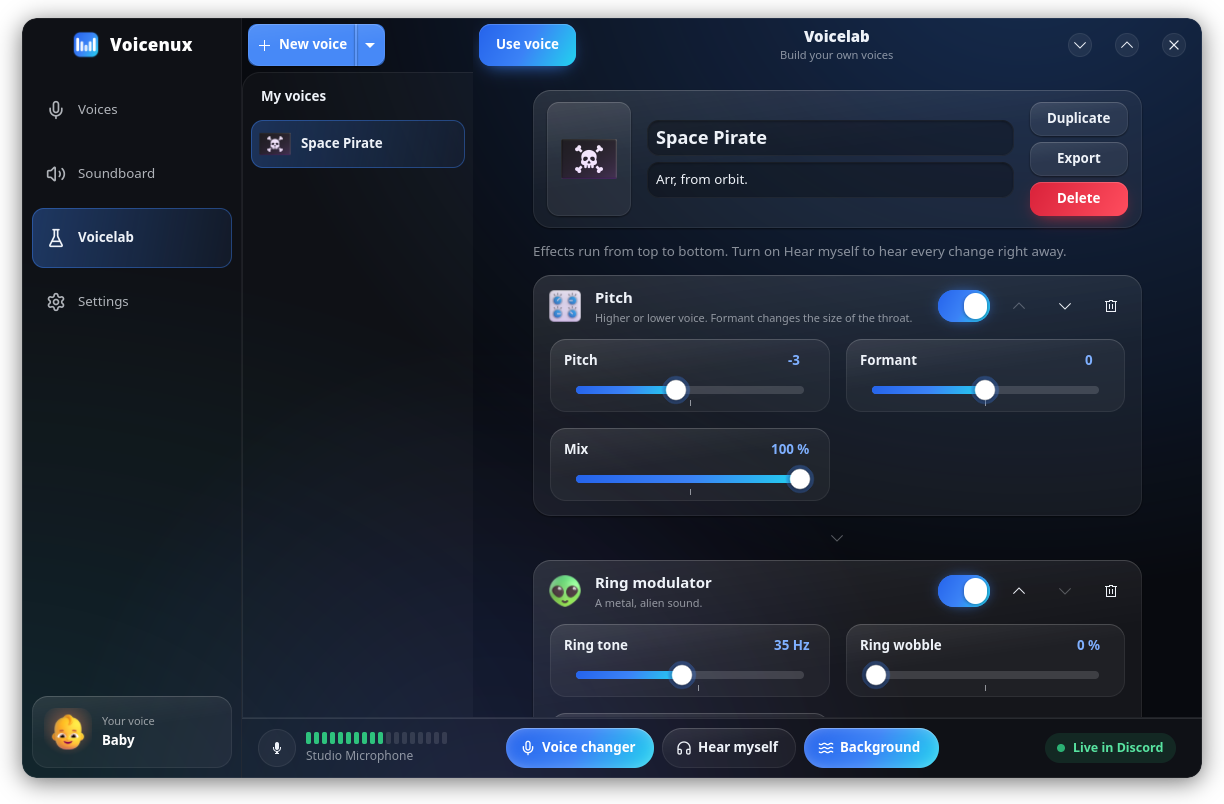 Voicenux
New voice
Use voice
Voicelab
Build your own voices
Voices
Soundboard
Voicelab
Settings
My voices
Space Pirate
Space Pirate
Arr, from orbit.
Duplicate
Export
Delete
Effects run from top to bottom. Turn on Hear myself to hear every change right away.
Pitch
Higher or lower voice. Formant changes the size of the throat.
Pitch -3
Formant 0
Mix 100 %
Ring modulator
A metal, alien sound.
Ring tone 35 Hz
Ring wobble 0 %
Your voice
Baby
Studio Microphone
Voice changer
Hear myself
Background
Live in Discord